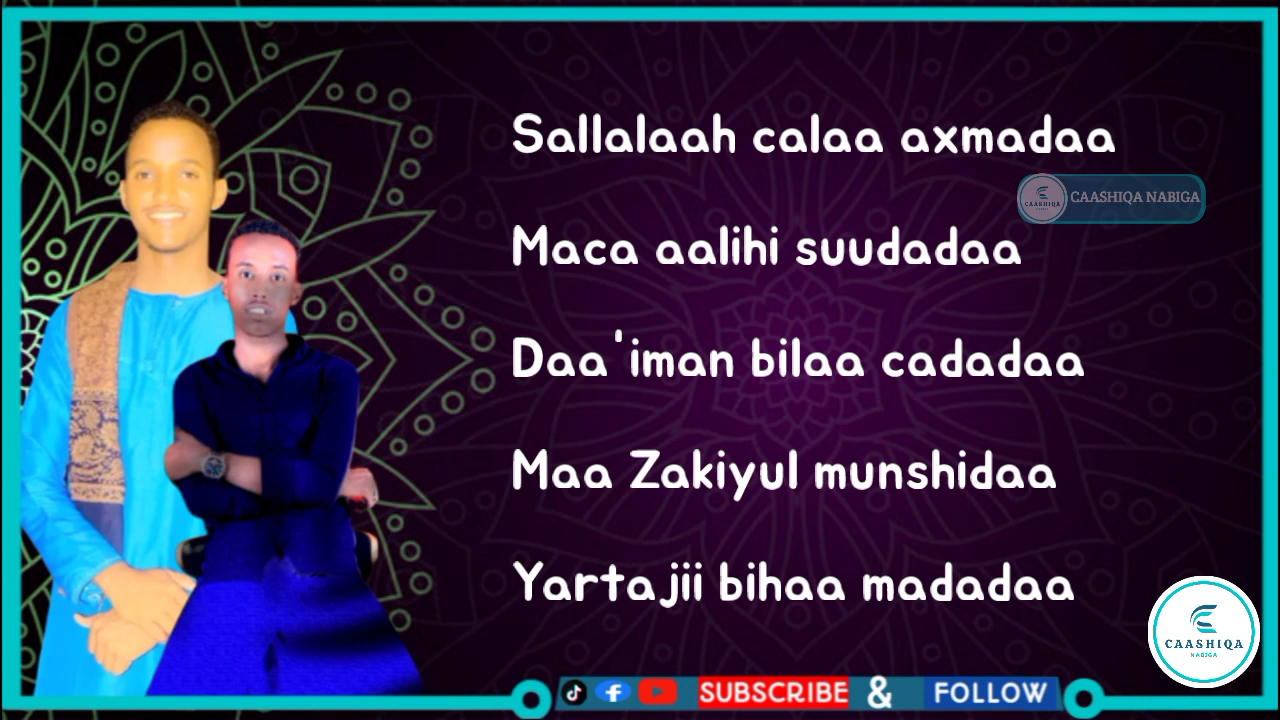 Sallalaah calaa axmadaa
CAASHIQA NABIGA
Maca aalihi suudadaa
Daa'iman bilaa cadadaa
Maa Zakiyul munshidaa
Yartajii bihaa madadaa
CAASHIQA
NABIGA
SUBSCRIBE & FOLLOW